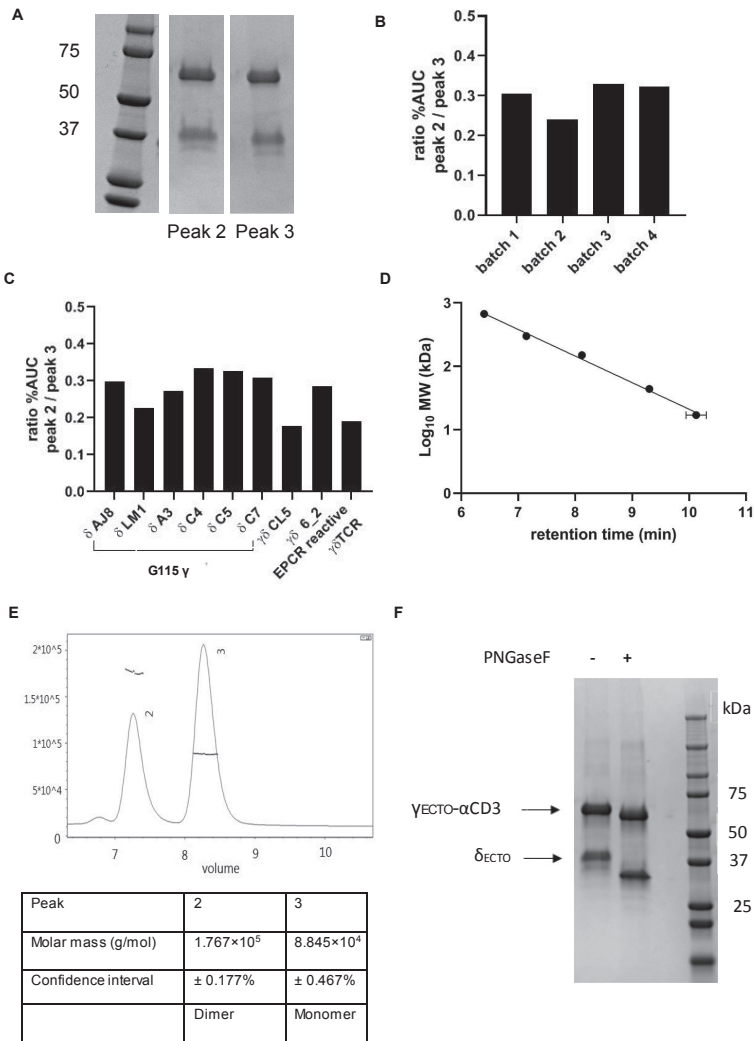 A
75
50
37
Peak 2 Peak 3
B
ratio %AUC
peak 2 / peak 3
0.5
0.4
0.3
0.2
0.1
0.0
batch 1
batch 2
batch 3
batch 4
C
ratio %AUC
peak 2 / peak 3
0.5
0.4
0.3
0.2
0.1
0.0
δ AJ8
δ LM1
δ A3
δ C4
δ C5
δ C7
γδ CL5
γδ 6_2
EPCR reactive
γδTCR
G115 γ
D
Log10 MW (kDa)
3
2
1
0
6 7 8 9 10 11
retention time (min)
E
2*10^5
1.5*10^5
1*10^5
5*10^4
2
3
7 8 9 10
volume
Peak 2 3
Molar mass (g/mol) 1.767×10⁵ 8.845×10⁴
Confidence interval ± 0.177% ± 0.467%
Dimer Monomer
F
PNGaseF - +
kDa
γECTO-αCD3
δECTO
75
50
37
25